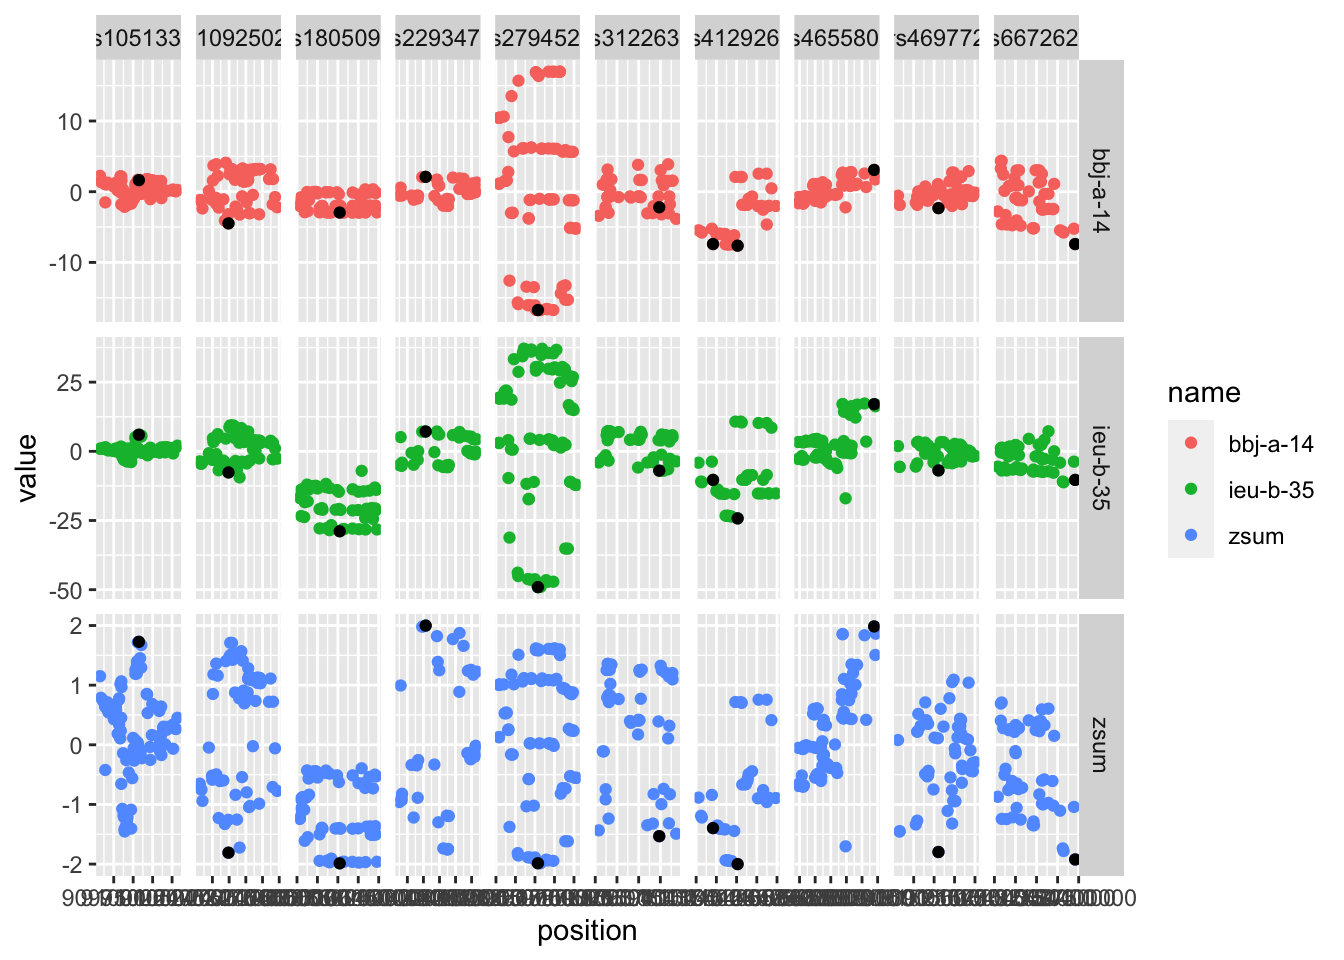 s105133
1092502
s180509
s229347
s279452
s312263
s412926
s465580
rs469772
s667262
10
0
-10
bbj-a-14
25
0
-25
-50
ieu-b-35
2
1
0
-1
-2
zsum
value
position
name
bbj-a-14
ieu-b-35
zsum